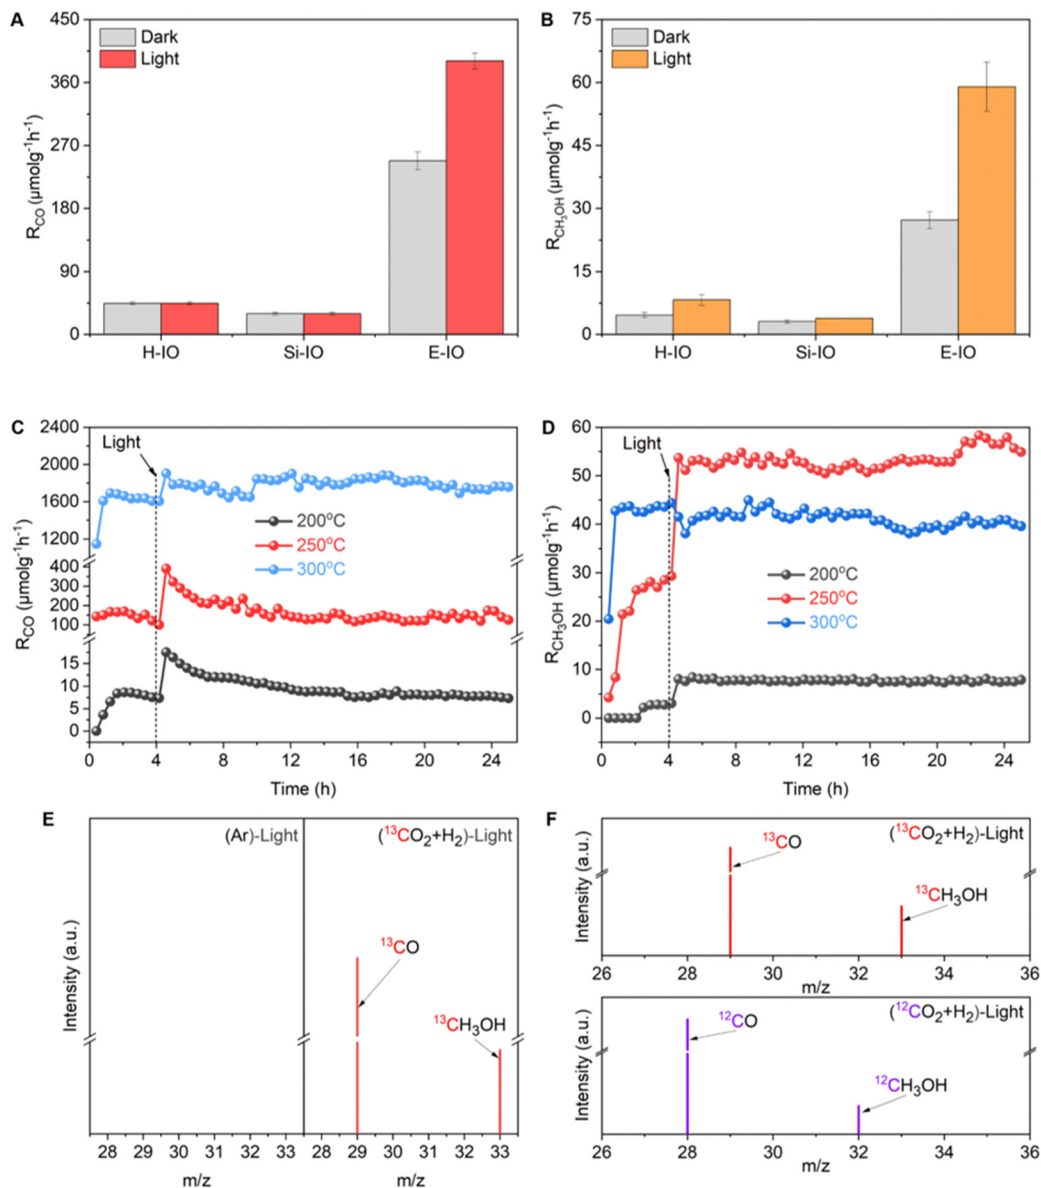 A
450
360
270
180
90
0
R_CO (μmolg⁻¹h⁻¹)
Dark
Light
H-IO Si-IO E-IO
B
75
60
45
30
15
0
R_CH₃OH (μmolg⁻¹h⁻¹)
Dark
Light
H-IO Si-IO E-IO
C
2400
2000
1600
1200
400
300
200
100
15
10
5
0
R_CO (μmolg⁻¹h⁻¹)
Light
200°C
250°C
300°C
0 4 8 12 16 20 24
Time (h)
D
60
50
40
30
20
10
0
R_CH₃OH (μmolg⁻¹h⁻¹)
Light
200°C
250°C
300°C
0 4 8 12 16 20 24
Time (h)
E
Intensity (a.u.)
(Ar)-Light
(¹³CO₂+H₂)-Light
¹³CO
¹³CH₃OH
28 29 30 31 32 33 28 29 30 31 32 33
m/z m/z
F
Intensity (a.u.)
(¹³CO₂+H₂)-Light
¹³CO
¹³CH₃OH
26 28 30 32 34 36
m/z
Intensity (a.u.)
(¹²CO₂+H₂)-Light
¹²CO
¹²CH₃OH
26 28 30 32 34 36
m/z